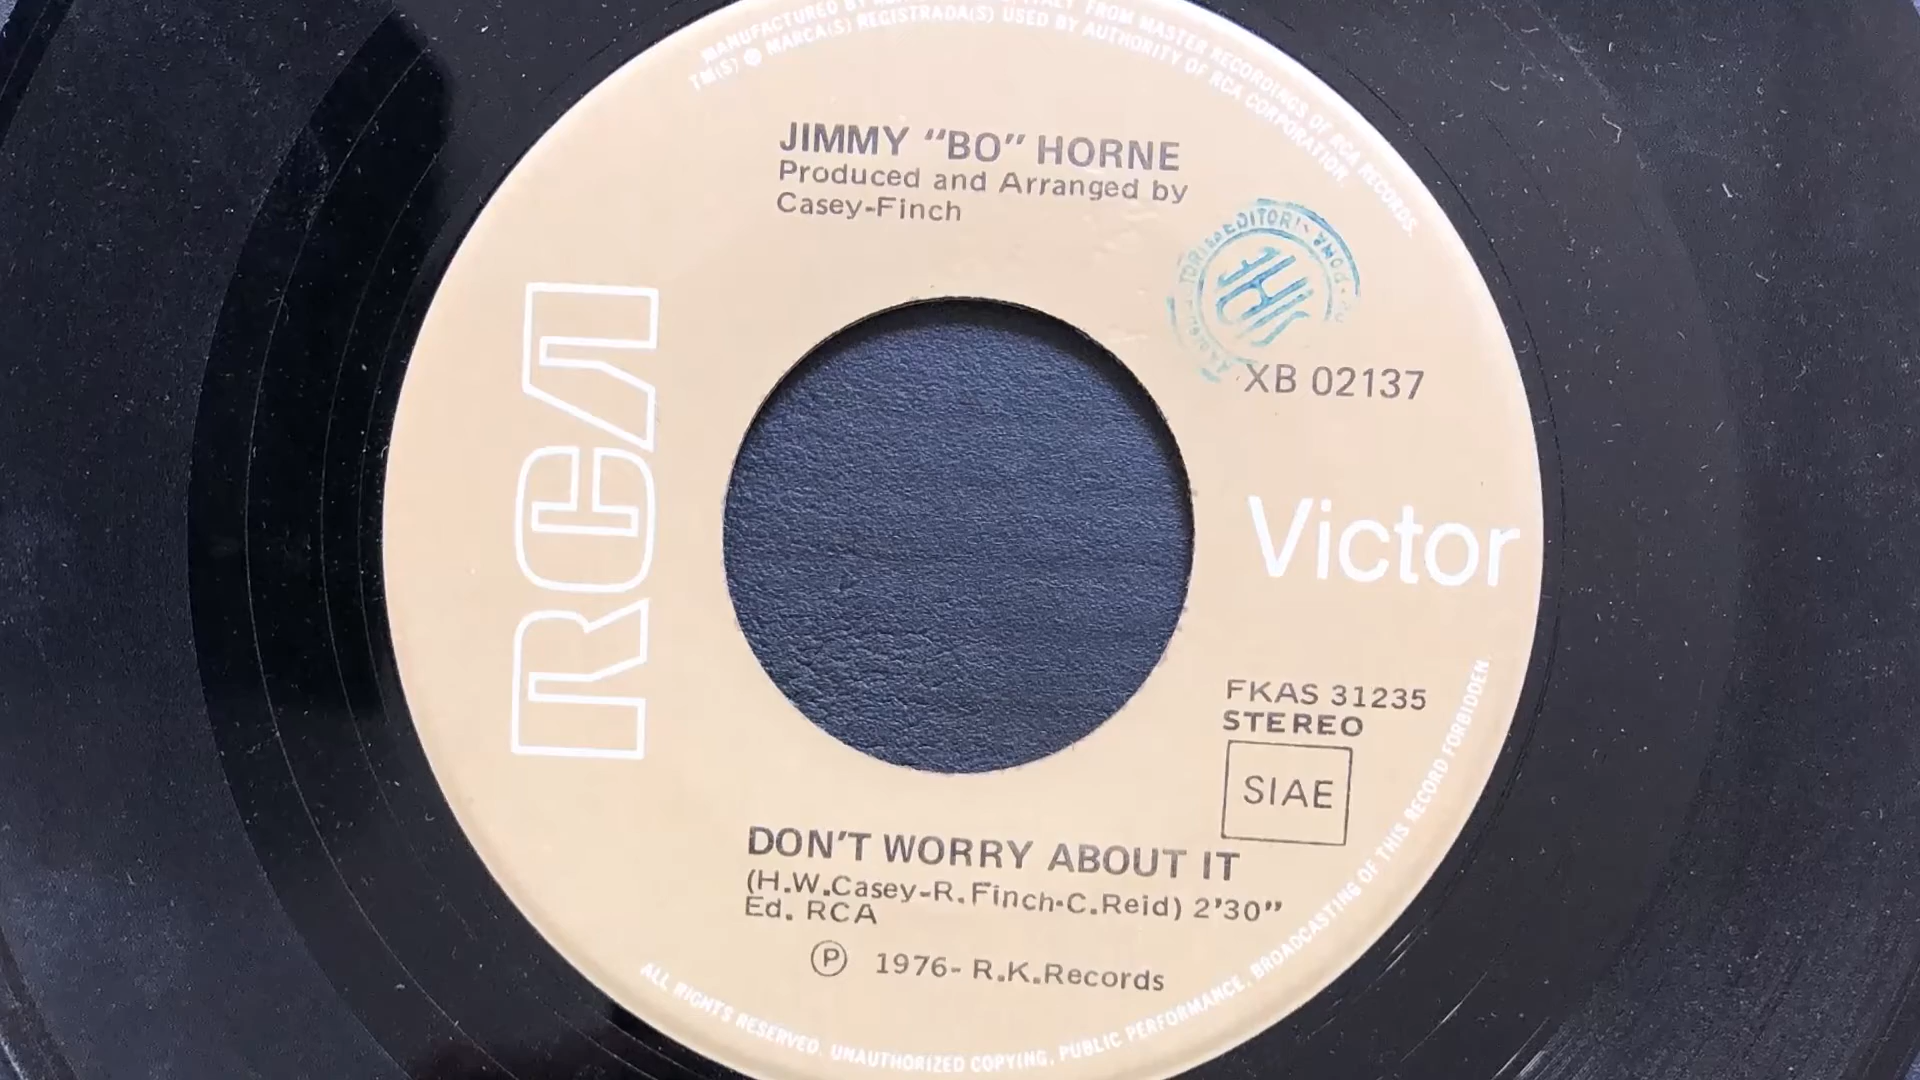 MANUFACTURED BY ITALY FROM MASTER RECORDINGS OF RCA RECORDS.
TM(S) ® MARCA(S) REGISTRADA(S) USED BY AUTHORITY OF RCA CORPORATION.
JIMMY “BO” HORNE
Produced and Arranged by
Casey-Finch
XB 02137
RCA
Victor
FKAS 31235
STEREO
SIAE
DON'T WORRY ABOUT IT
(H.W.Casey-R.Finch-C.Reid) 2'30”
Ed. RCA
Ⓟ 1976- R.K.Records
ALL RIGHTS RESERVED. UNAUTHORIZED COPYING, PUBLIC PERFORMANCE, BROADCASTING OF THIS RECORD FORBIDDEN